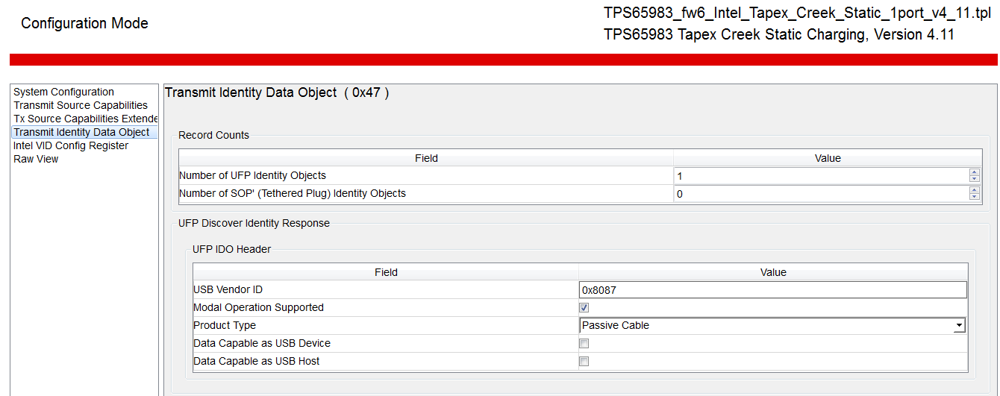 Configuration Mode
TPS65983_fw6_Intel_Tapex_Creek_Static_1port_v4_11.tpl
TPS65983 Tapex Creek Static Charging, Version 4.11
System Configuration
Transmit Source Capabilities
Tx Source Capabilities Extende
Transmit Identity Data Object
Intel VID Config Register
Raw View
Transmit Identity Data Object ( 0x47 )
Record Counts
Field Value
Number of UFP Identity Objects 1
Number of SOP' (Tethered Plug) Identity Objects 0
UFP Discover Identity Response
UFP IDO Header
Field Value
USB Vendor ID 0x8087
Modal Operation Supported
Product Type Passive Cable
Data Capable as USB Device
Data Capable as USB Host